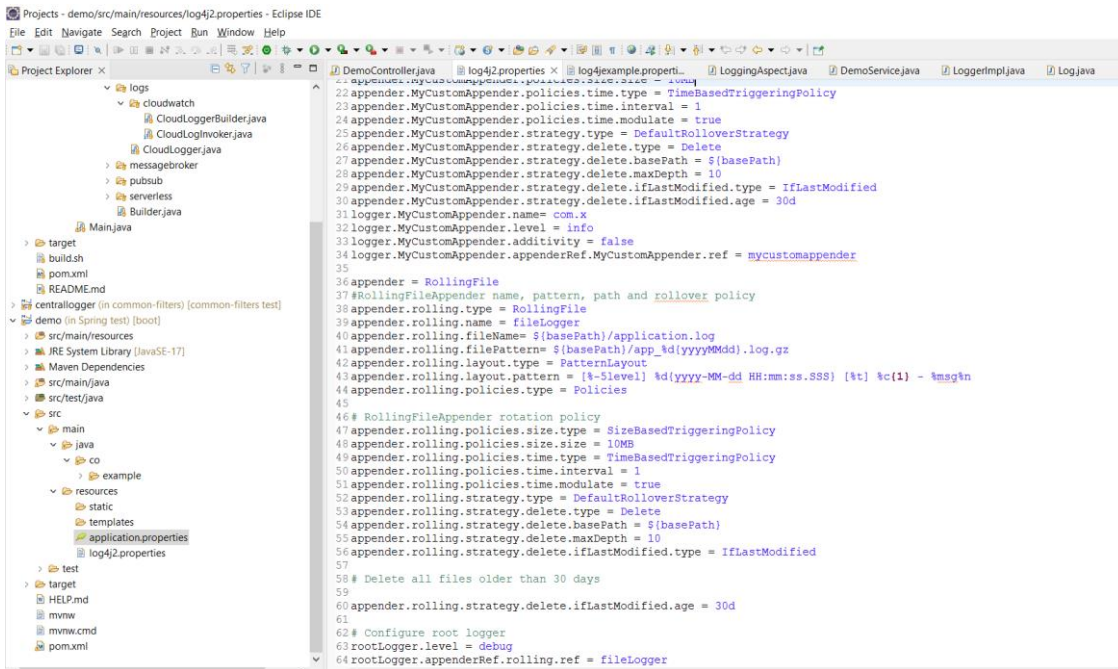 Projects - demo/src/main/resources/log4j2.properties - Eclipse IDE
File Edit Navigate Search Project Run Window Help
Project Explorer
logs
cloudwatch
CloudLoggerBuilder.java
CloudLogInvoker.java
CloudLogger.java
messagebroker
pubsub
serverless
Builder.java
Main.java
target
build.sh
pom.xml
README.md
centrallogger (in common-filters) [common-filters test]
demo (in Spring test) [boot]
src/main/resources
JRE System Library [JavaSE-17]
Maven Dependencies
src/main/java
src/test/java
src
main
java
co
example
resources
static
templates
application.properties
log4j2.properties
test
target
HELP.md
mvnw
mvnw.cmd
pom.xml
DemoController.java log4j2.properties log4jexample.properti... LoggingAspect.java DemoService.java LoggerImpl.java Log.java
21 appender.MyCustomAppender.policies.size.size = 10MB
22 appender.MyCustomAppender.policies.time.type = TimeBasedTriggeringPolicy
23 appender.MyCustomAppender.policies.time.interval = 1
24 appender.MyCustomAppender.policies.time.modulate = true
25 appender.MyCustomAppender.strategy.type = DefaultRolloverStrategy
26 appender.MyCustomAppender.strategy.delete.type = Delete
27 appender.MyCustomAppender.strategy.delete.basePath = ${basePath}
28 appender.MyCustomAppender.strategy.delete.maxDepth = 10
29 appender.MyCustomAppender.strategy.delete.ifLastModified.type = IfLastModified
30 appender.MyCustomAppender.strategy.delete.ifLastModified.age = 30d
31 logger.MyCustomAppender.name= com.x
32 logger.MyCustomAppender.level = info
33 logger.MyCustomAppender.additivity = false
34 logger.MyCustomAppender.appenderRef.MyCustomAppender.ref = mycustomappender
35
36 appender = RollingFile
37 #RollingFileAppender name, pattern, path and rollover policy
38 appender.rolling.type = RollingFile
39 appender.rolling.name = fileLogger
40 appender.rolling.fileName= ${basePath}/application.log
41 appender.rolling.filePattern= ${basePath}/app_%d{yyyyMMdd}.log.gz
42 appender.rolling.layout.type = PatternLayout
43 appender.rolling.layout.pattern = [%-5level] %d{yyyy-MM-dd HH:mm:ss.SSS} [%t] %c{1} - %msg%n
44 appender.rolling.policies.type = Policies
45
46 # RollingFileAppender rotation policy
47 appender.rolling.policies.size.type = SizeBasedTriggeringPolicy
48 appender.rolling.policies.size.size = 10MB
49 appender.rolling.policies.time.type = TimeBasedTriggeringPolicy
50 appender.rolling.policies.time.interval = 1
51 appender.rolling.policies.time.modulate = true
52 appender.rolling.strategy.type = DefaultRolloverStrategy
53 appender.rolling.strategy.delete.type = Delete
54 appender.rolling.strategy.delete.basePath = ${basePath}
55 appender.rolling.strategy.delete.maxDepth = 10
56 appender.rolling.strategy.delete.ifLastModified.type = IfLastModified
57
58 # Delete all files older than 30 days
59
60 appender.rolling.strategy.delete.ifLastModified.age = 30d
61
62 # Configure root logger
63 rootLogger.level = debug
64 rootLogger.appenderRef.rolling.ref = fileLogger